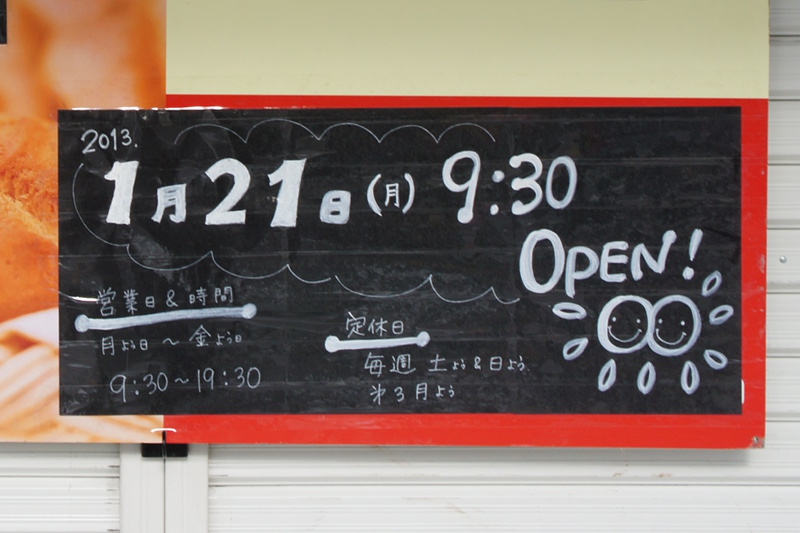 2013.
1月21日(月) 9:30
OPEN!
営業日&時間
月よう日〜金よう日
9:30〜19:30
定休日
毎週 土よう&日よう
㐧3月よう